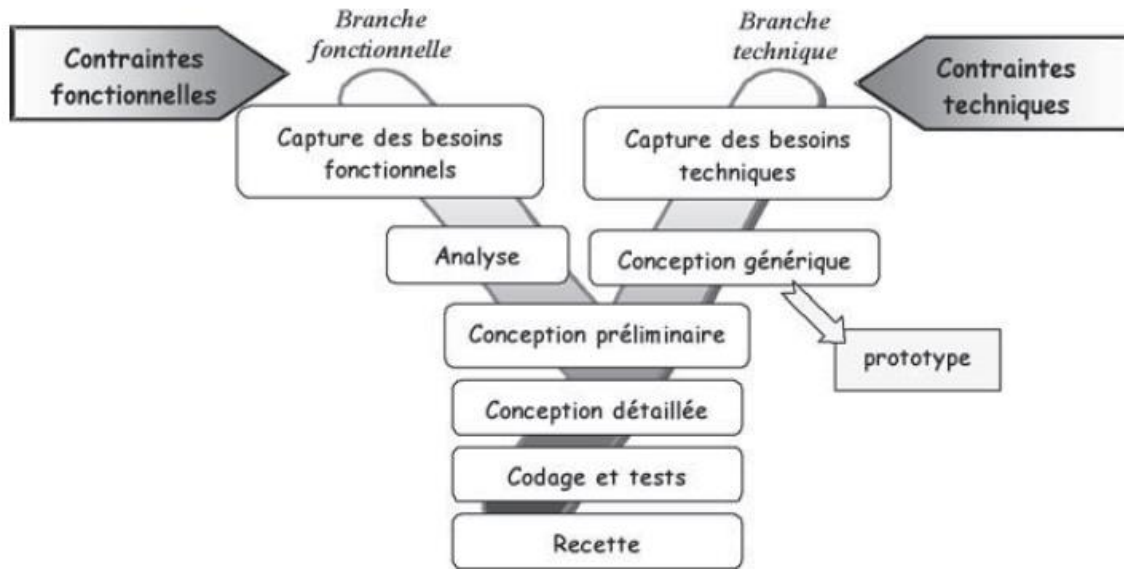 Contraintes
fonctionnelles
Branche
fonctionnelle
Branche
technique
Contraintes
techniques
Capture des besoins
fonctionnels
Capture des besoins
techniques
Analyse
Conception générique
Conception préliminaire
prototype
Conception détaillée
Codage et tests
Recette